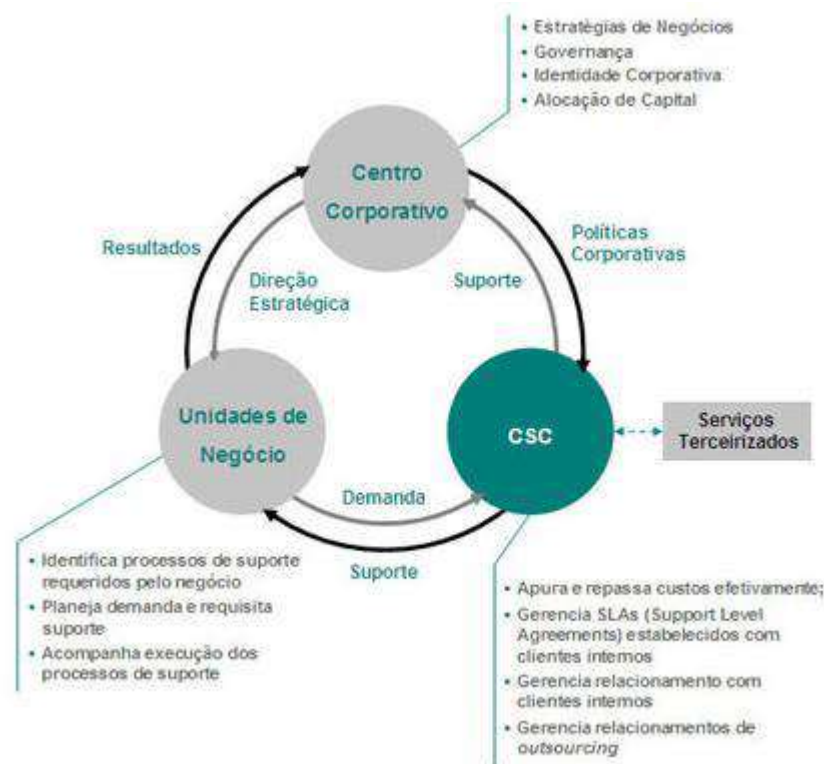 • Estratègias de Negócios
• Governança
• Identidade Corporativa
• Alocação de Capital
Centro
Corporativo
Resultados
Direção
Estratégica
Suporte
Políticas
Corporativas
Unidades de
Negócio
CSC
Serviços
Terceirizados
Demanda
Suporte
• Identifica processos de suporte
requeridos pelo negócio
• Planeja demanda e requisita
suporte
• Acompanha execução dos
processos de suporte
• Apura e repassa custos efetivamente;
• Gerencia SLAs (Support Level
Agreements) estabelecidos com
clientes internos
• Gerencia relacionamento com
clientes internos
• Gerencia relacionamentos de
outsourcing